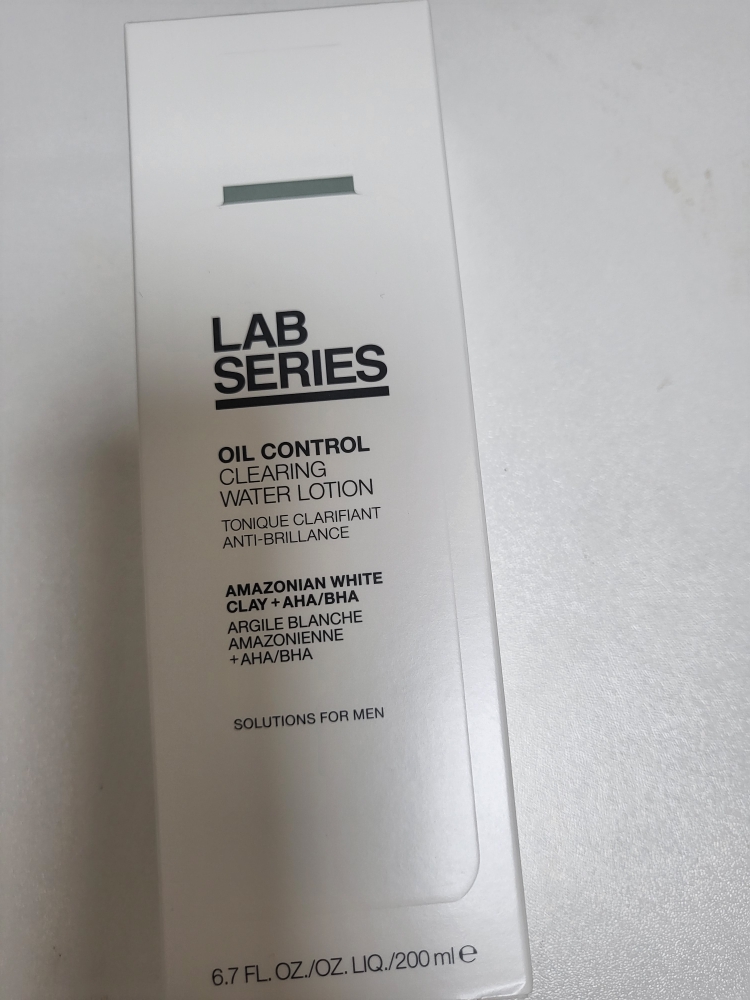 LAB
SERIES
OIL CONTROL
CLEARING
WATER LOTION
TONIQUE CLARIFIANT
ANTI-BRILLANCE
AMAZONIAN WHITE
CLAY + AHA/BHA
ARGILE BLANCHE
AMAZONIENNE
+AHA/BHA
SOLUTIONS FOR MEN
6.7 FL. OZ./OZ. LIQ./200 ml ℮